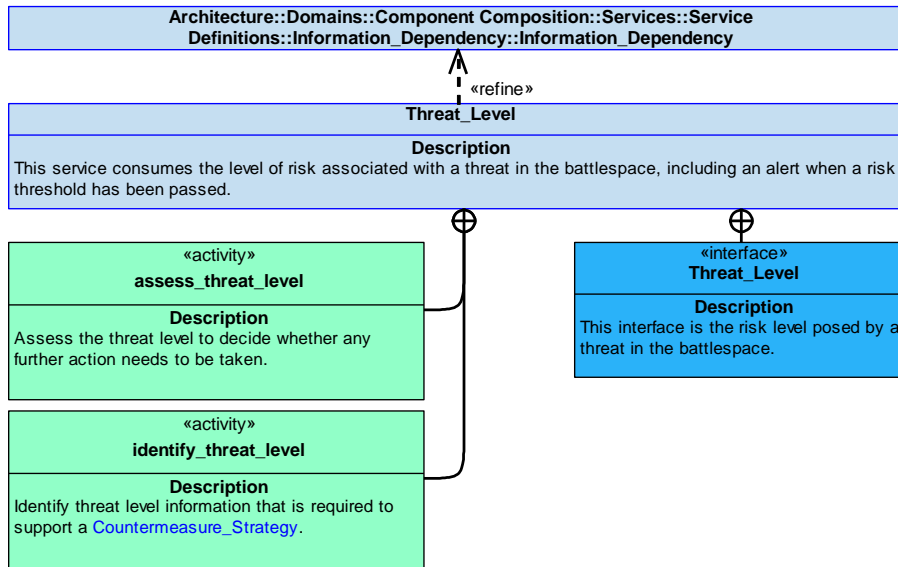 Architecture::Domains::Component Composition::Services::Service
Definitions::Information_Dependency::Information_Dependency
«refine»
Threat_Level
Description
This service consumes the level of risk associated with a threat in the battlespace, including an alert when a risk
threshold has been passed.
«activity»
assess_threat_level
Description
Assess the threat level to decide whether any
further action needs to be taken.
«interface»
Threat_Level
Description
This interface is the risk level posed by a
threat in the battlespace.
«activity»
identify_threat_level
Description
Identify threat level information that is required to
support a Countermeasure_Strategy.